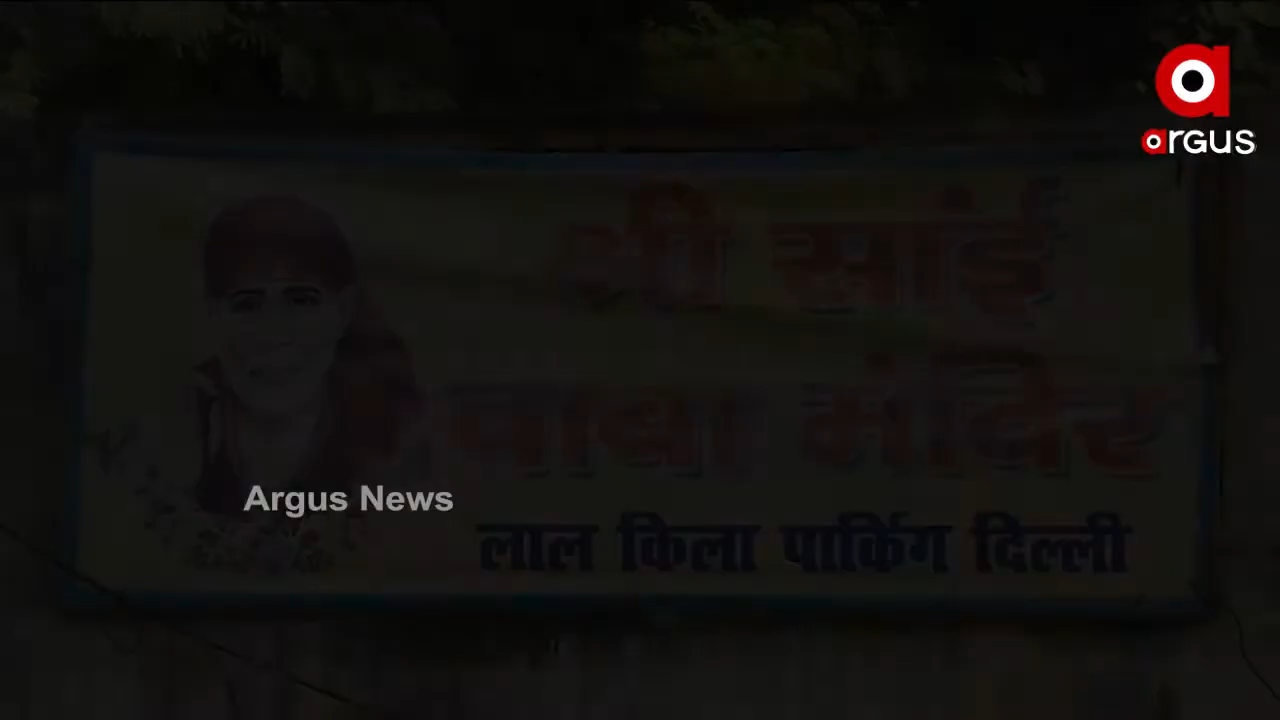 argus
श्री सांई
बाबा मंदिर
Argus News
लाल किला पार्किंग दिल्ली